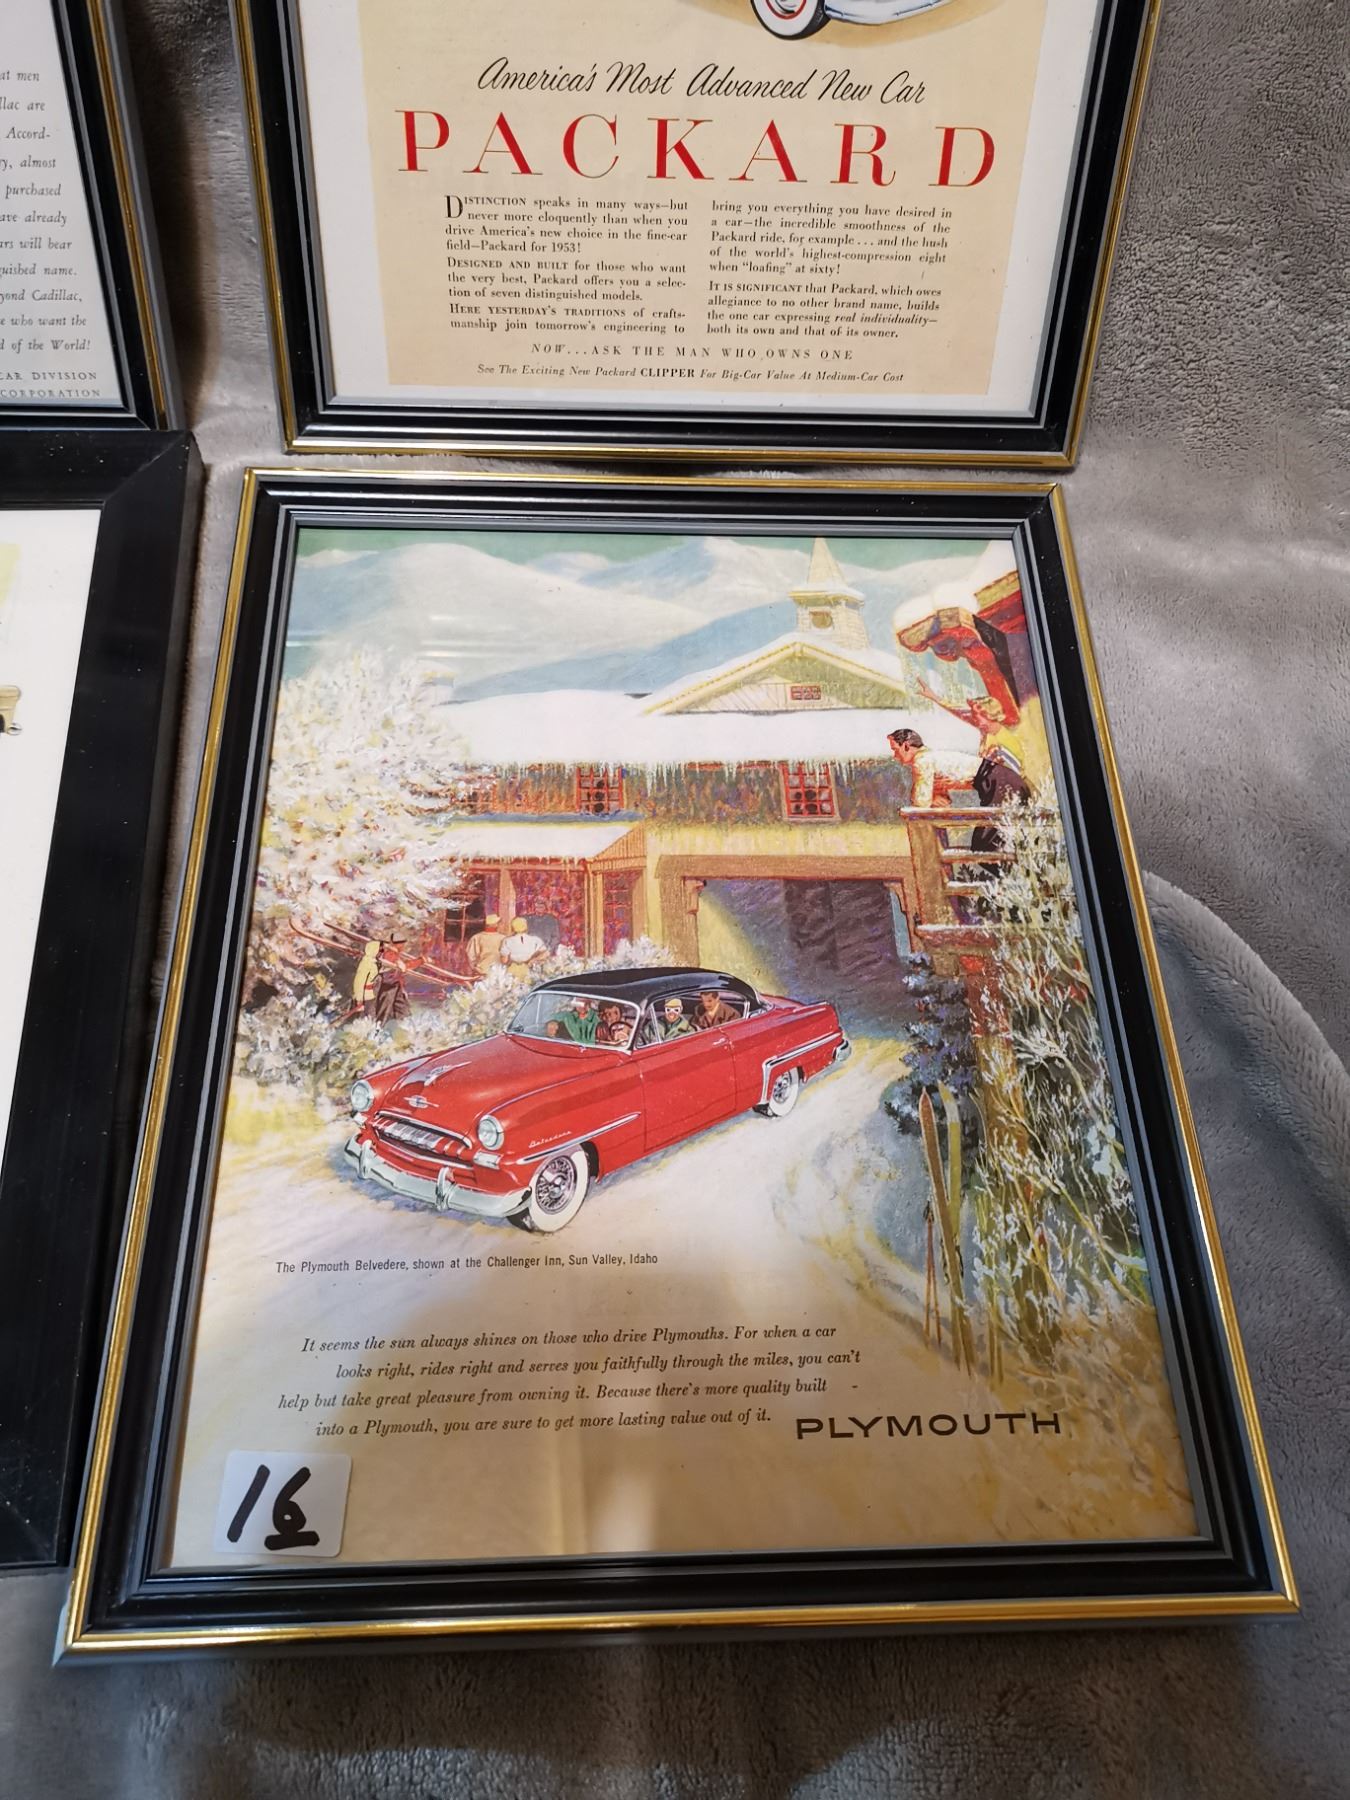 at men
llac are
Accord-
ry, almost
purchased
ave already
ars will bear
guished name.
yond Cadillac,
e who want the
d of the World!
CAR DIVISION
CORPORATION
America's Most Advanced New Car
PACKARD
DISTINCTION speaks in many ways—but
never more eloquently than when you
drive America's new choice in the fine-car
field—Packard for 1953!
DESIGNED AND BUILT for those who want
the very best, Packard offers you a selec-
tion of seven distinguished models.
HERE YESTERDAY'S TRADITIONS of crafts-
manship join tomorrow's engineering to
bring you everything you have desired in
a car—the incredible smoothness of the
Packard ride, for example . . . and the hush
of the world's highest-compression eight
when "loafing" at sixty!
IT IS SIGNIFICANT that Packard, which owes
allegiance to no other brand name, builds
the one car expressing real individuality—
both its own and that of its owner.
NOW...ASK THE MAN WHO OWNS ONE
See The Exciting New Packard CLIPPER For Big-Car Value At Medium-Car Cost
Belvedere
The Plymouth Belvedere, shown at the Challenger Inn, Sun Valley, Idaho
It seems the sun always shines on those who drive Plymouths. For when a car
looks right, rides right and serves you faithfully through the miles, you can't
help but take great pleasure from owning it. Because there's more quality built
into a Plymouth, you are sure to get more lasting value out of it.
PLYMOUTH
16